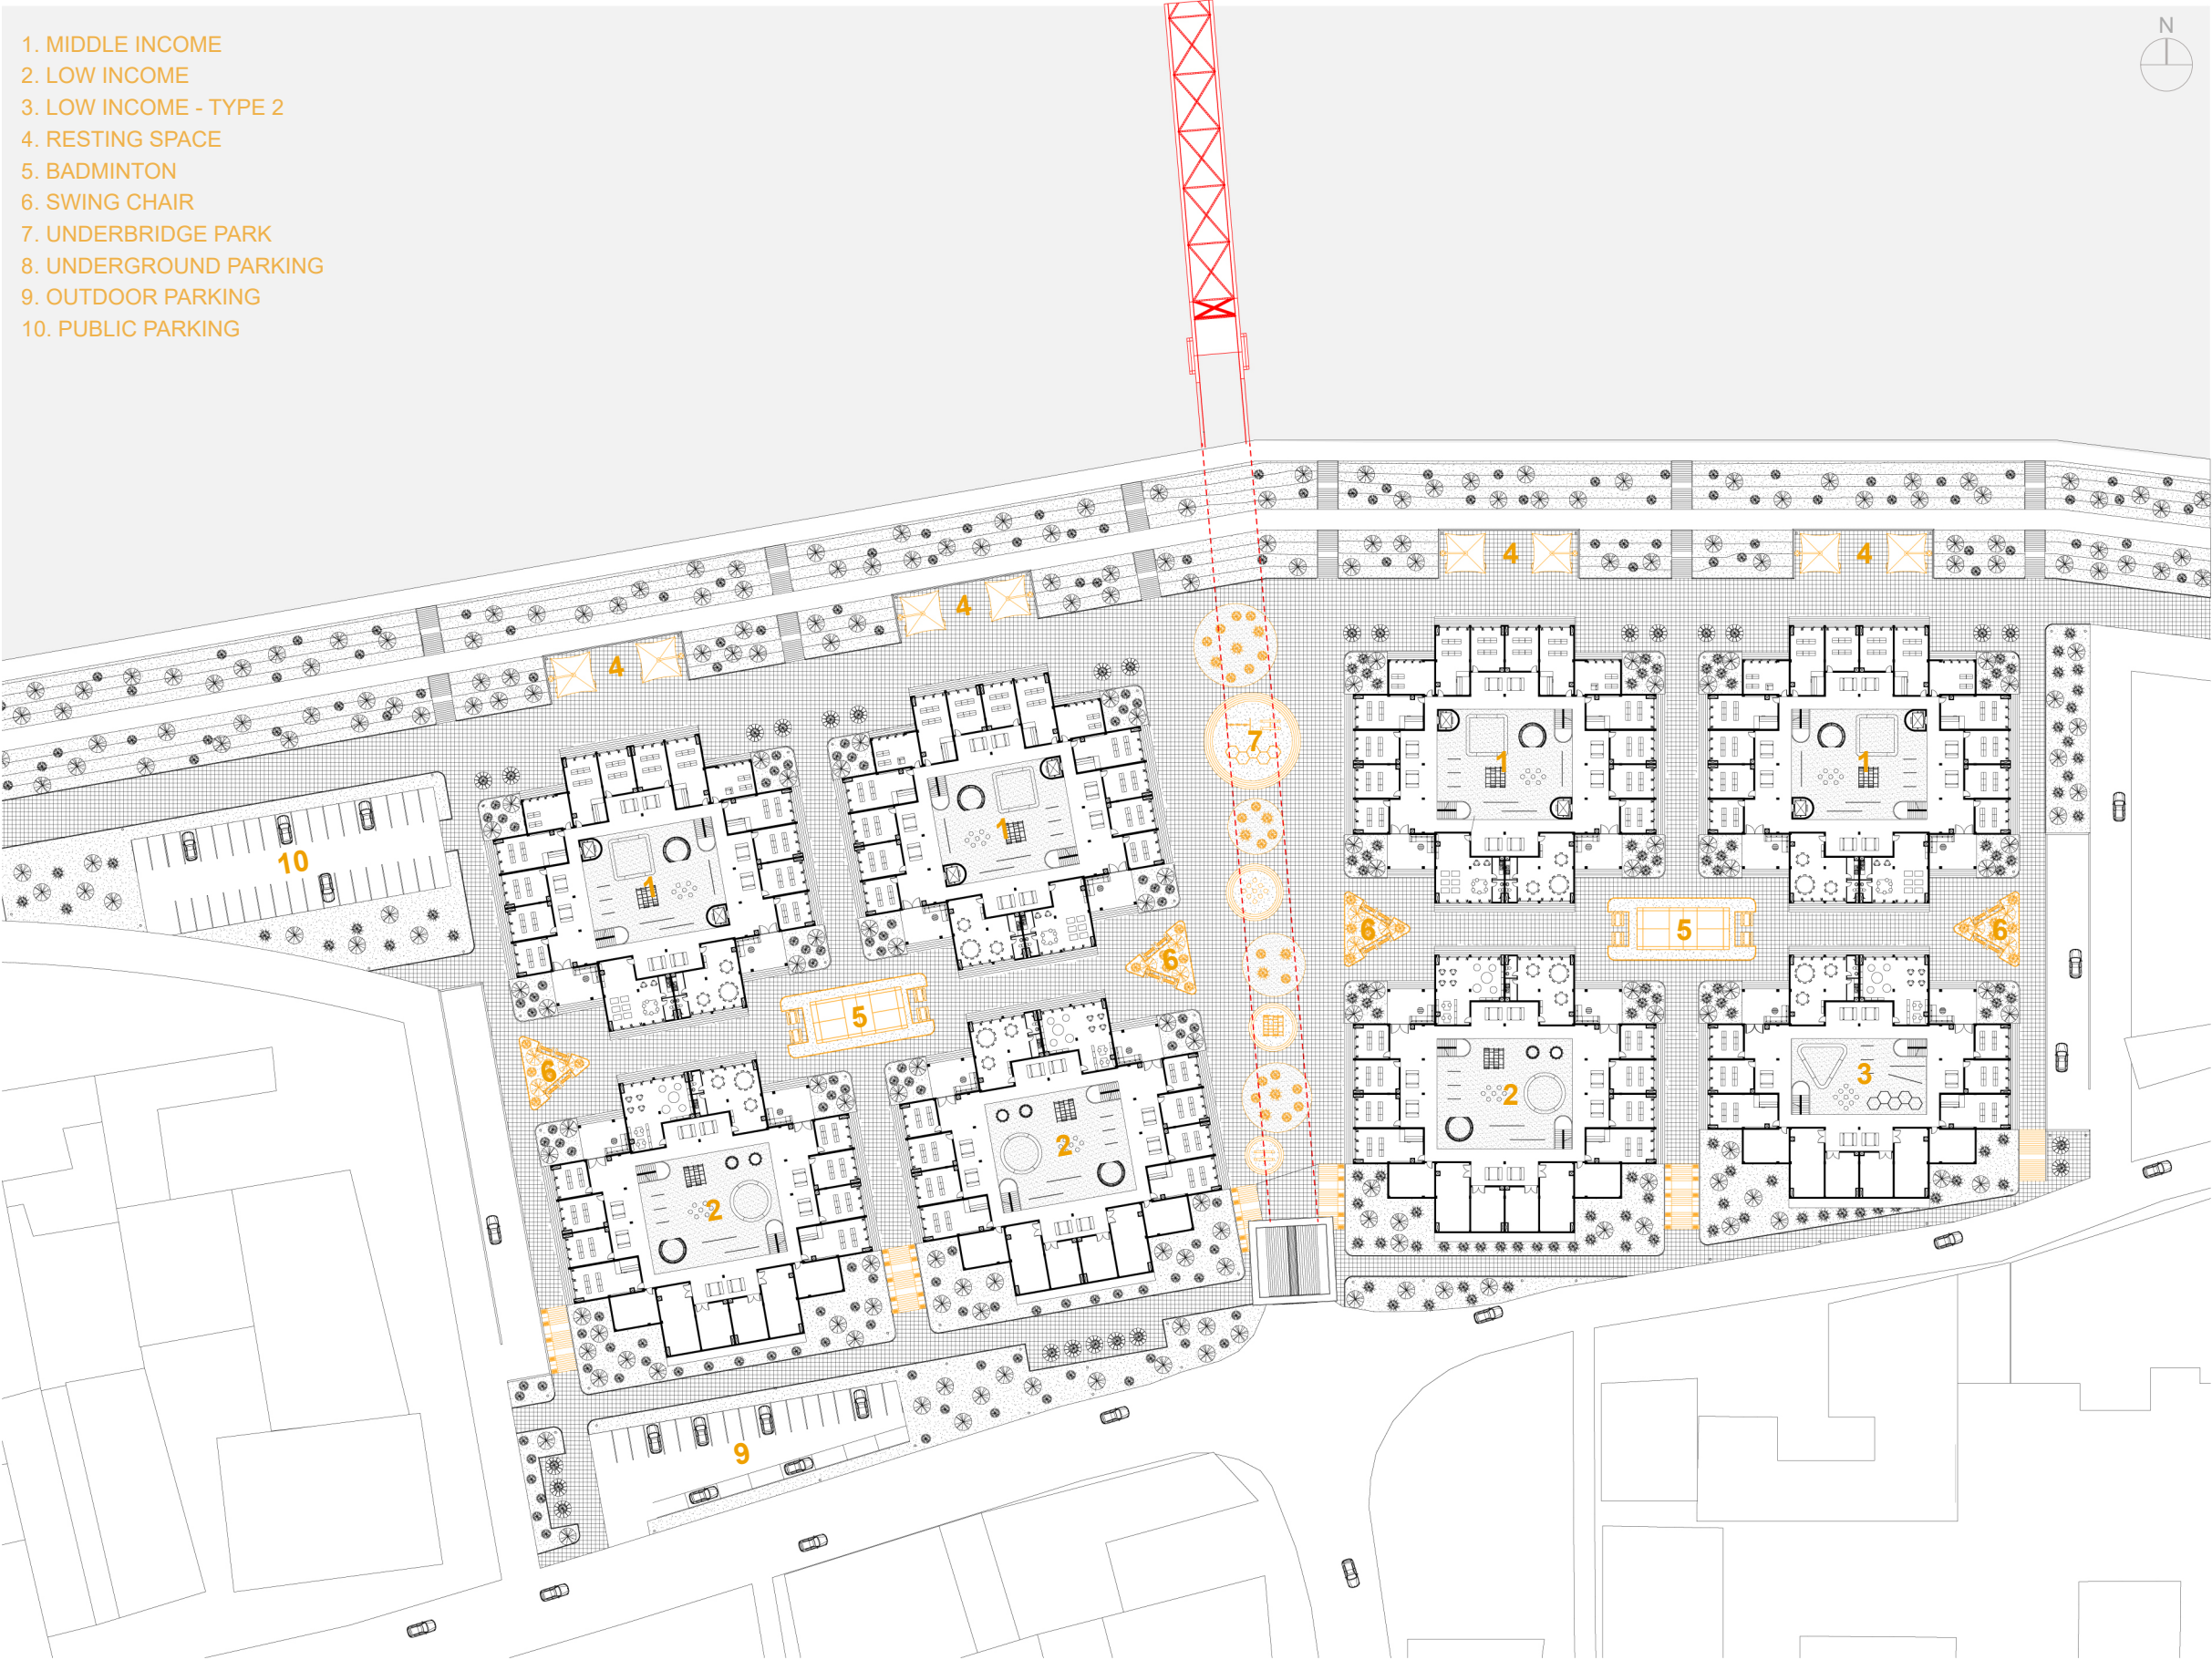 1. MIDDLE INCOME
2. LOW INCOME
3. LOW INCOME - TYPE 2
4. RESTING SPACE
5. BADMINTON
6. SWING CHAIR
7. UNDERBRIDGE PARK
8. UNDERGROUND PARKING
9. OUTDOOR PARKING
10. PUBLIC PARKING
N
4 4
4
4
7
1 1
1
10
1
6 5 6
6
5
6
3
2
2
2
9